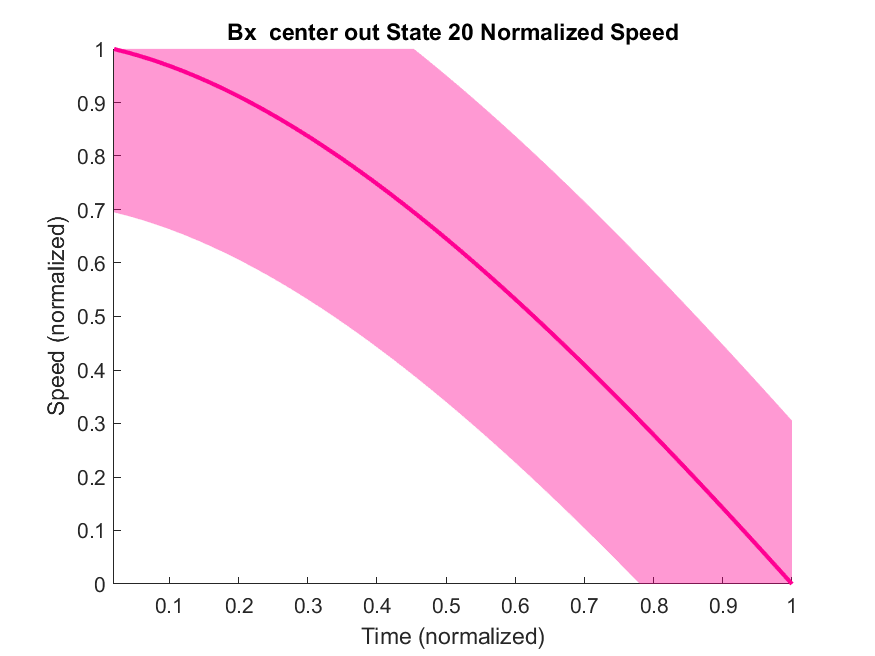 Bx  center out State 20 Normalized Speed
1
0.9
0.8
0.7
0.6
0.5
0.4
0.3
0.2
0.1
0
Speed (normalized)
0.1 0.2 0.3 0.4 0.5 0.6 0.7 0.8 0.9 1
Time (normalized)